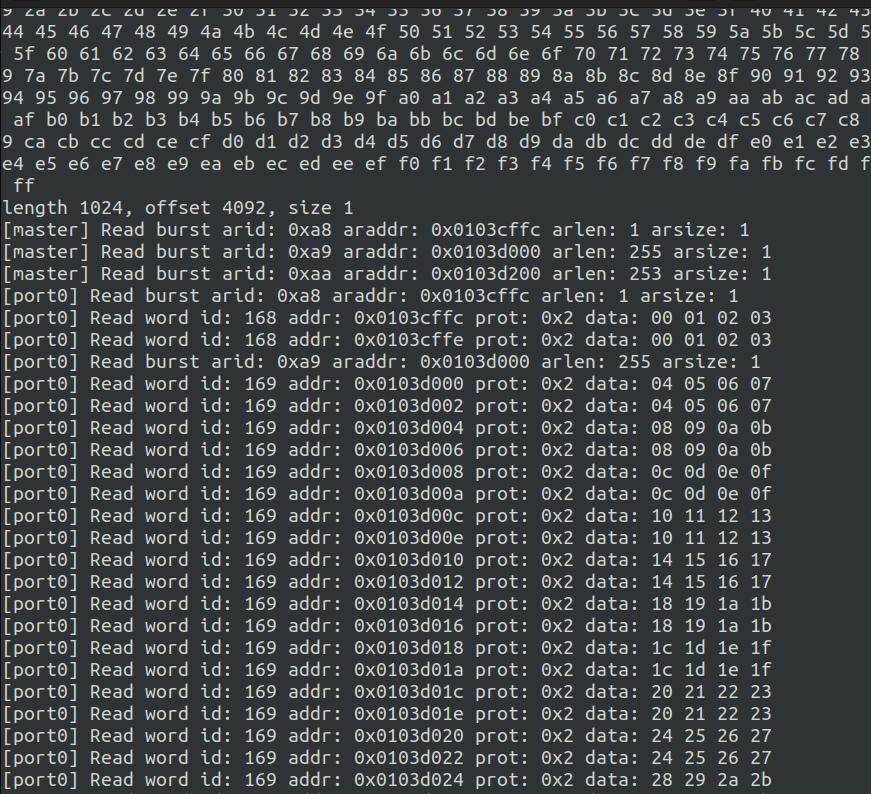 9 2a 2b 2c 2d 2e 2f 30 31 32 33 34 35 36 37 38 39 3a 3b 3c 3d 3e 3f 40 41 42 43
44 45 46 47 48 49 4a 4b 4c 4d 4e 4f 50 51 52 53 54 55 56 57 58 59 5a 5b 5c 5d 5
5f 60 61 62 63 64 65 66 67 68 69 6a 6b 6c 6d 6e 6f 70 71 72 73 74 75 76 77 78
9 7a 7b 7c 7d 7e 7f 80 81 82 83 84 85 86 87 88 89 8a 8b 8c 8d 8e 8f 90 91 92 93
94 95 96 97 98 99 9a 9b 9c 9d 9e 9f a0 a1 a2 a3 a4 a5 a6 a7 a8 a9 aa ab ac ad a
af b0 b1 b2 b3 b4 b5 b6 b7 b8 b9 ba bb bc bd be bf c0 c1 c2 c3 c4 c5 c6 c7 c8
9 ca cb cc cd ce cf d0 d1 d2 d3 d4 d5 d6 d7 d8 d9 da db dc dd de df e0 e1 e2 e3
e4 e5 e6 e7 e8 e9 ea eb ec ed ee ef f0 f1 f2 f3 f4 f5 f6 f7 f8 f9 fa fb fc fd f
ff
length 1024, offset 4092, size 1
[master] Read burst arid: 0xa8 araddr: 0x0103cffc arlen: 1 arsize: 1
[master] Read burst arid: 0xa9 araddr: 0x0103d000 arlen: 255 arsize: 1
[master] Read burst arid: 0xaa araddr: 0x0103d200 arlen: 253 arsize: 1
[port0] Read burst arid: 0xa8 araddr: 0x0103cffc arlen: 1 arsize: 1
[port0] Read word id: 168 addr: 0x0103cffc prot: 0x2 data: 00 01 02 03
[port0] Read word id: 168 addr: 0x0103cffe prot: 0x2 data: 00 01 02 03
[port0] Read burst arid: 0xa9 araddr: 0x0103d000 arlen: 255 arsize: 1
[port0] Read word id: 169 addr: 0x0103d000 prot: 0x2 data: 04 05 06 07
[port0] Read word id: 169 addr: 0x0103d002 prot: 0x2 data: 04 05 06 07
[port0] Read word id: 169 addr: 0x0103d004 prot: 0x2 data: 08 09 0a 0b
[port0] Read word id: 169 addr: 0x0103d006 prot: 0x2 data: 08 09 0a 0b
[port0] Read word id: 169 addr: 0x0103d008 prot: 0x2 data: 0c 0d 0e 0f
[port0] Read word id: 169 addr: 0x0103d00a prot: 0x2 data: 0c 0d 0e 0f
[port0] Read word id: 169 addr: 0x0103d00c prot: 0x2 data: 10 11 12 13
[port0] Read word id: 169 addr: 0x0103d00e prot: 0x2 data: 10 11 12 13
[port0] Read word id: 169 addr: 0x0103d010 prot: 0x2 data: 14 15 16 17
[port0] Read word id: 169 addr: 0x0103d012 prot: 0x2 data: 14 15 16 17
[port0] Read word id: 169 addr: 0x0103d014 prot: 0x2 data: 18 19 1a 1b
[port0] Read word id: 169 addr: 0x0103d016 prot: 0x2 data: 18 19 1a 1b
[port0] Read word id: 169 addr: 0x0103d018 prot: 0x2 data: 1c 1d 1e 1f
[port0] Read word id: 169 addr: 0x0103d01a prot: 0x2 data: 1c 1d 1e 1f
[port0] Read word id: 169 addr: 0x0103d01c prot: 0x2 data: 20 21 22 23
[port0] Read word id: 169 addr: 0x0103d01e prot: 0x2 data: 20 21 22 23
[port0] Read word id: 169 addr: 0x0103d020 prot: 0x2 data: 24 25 26 27
[port0] Read word id: 169 addr: 0x0103d022 prot: 0x2 data: 24 25 26 27
[port0] Read word id: 169 addr: 0x0103d024 prot: 0x2 data: 28 29 2a 2b